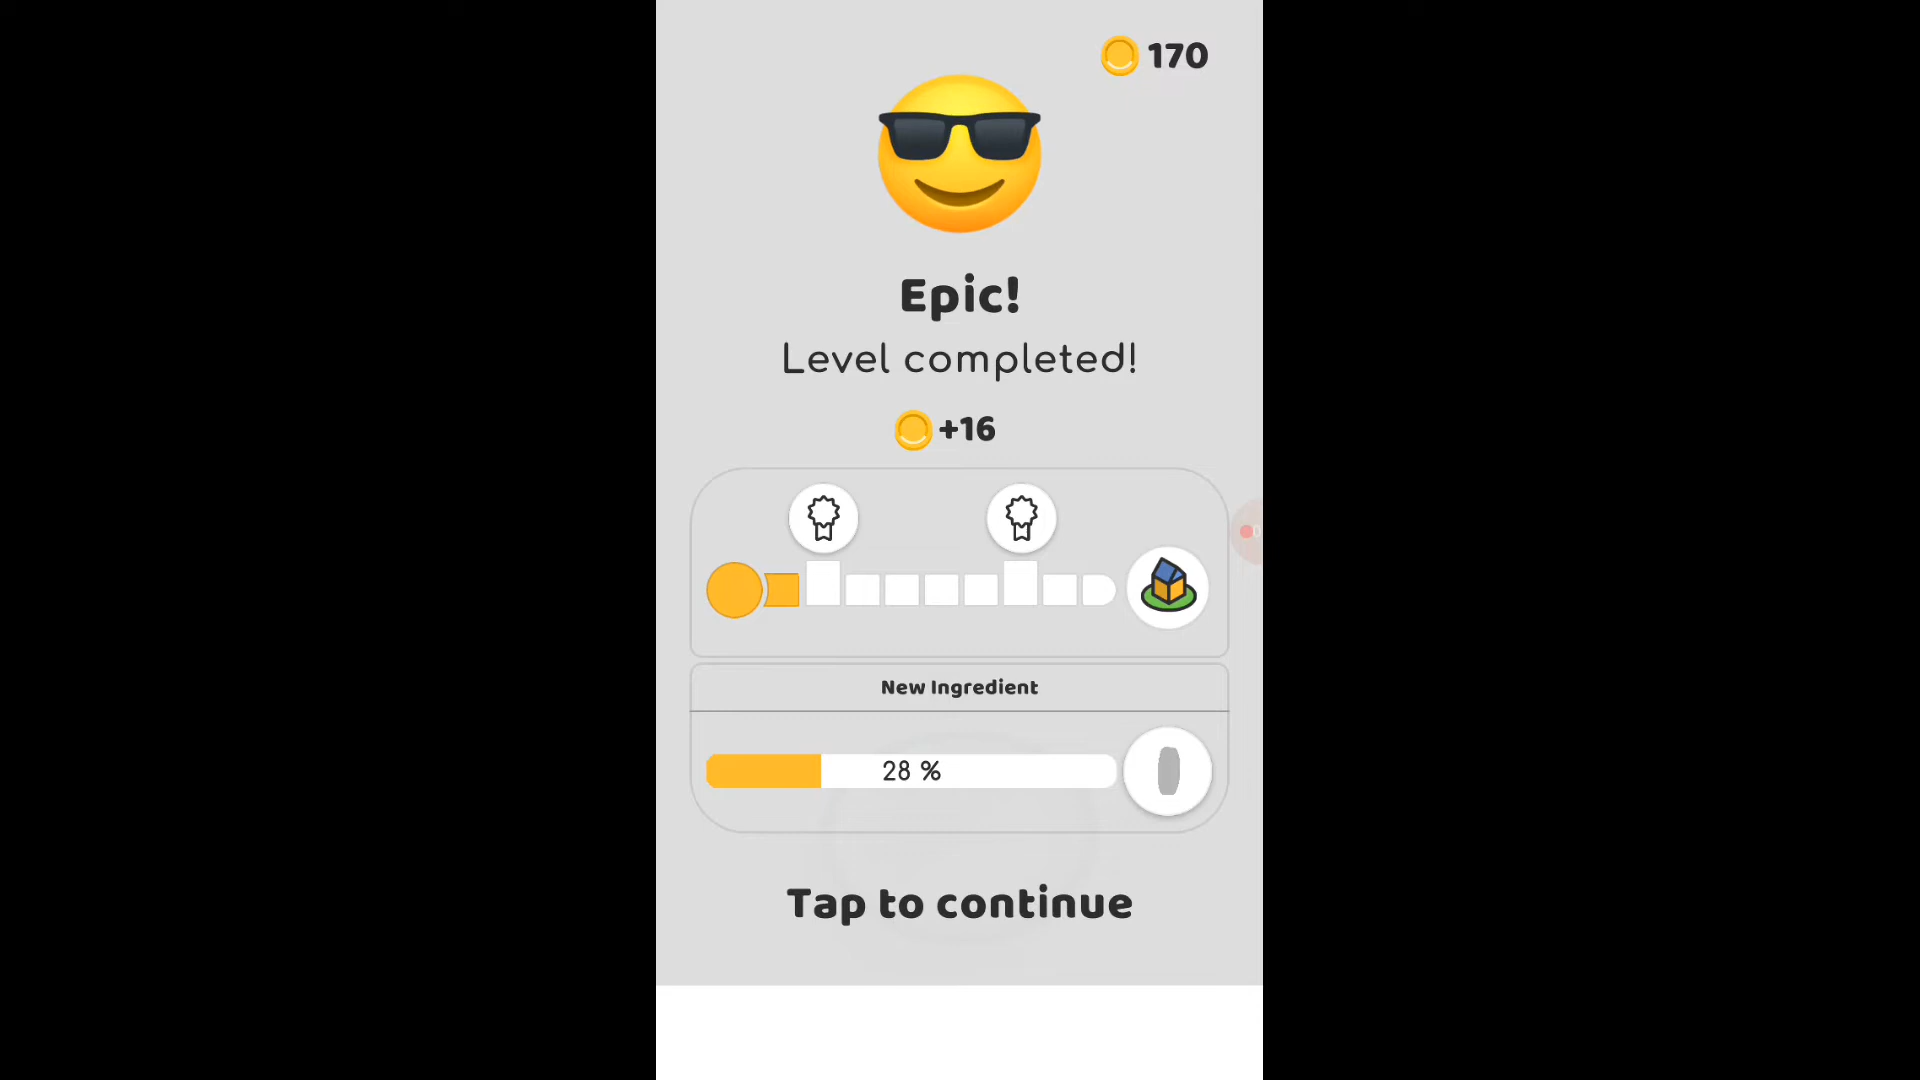 170
Epic!
Level completed!
+16
New Ingredient
28 %
Tap to continue